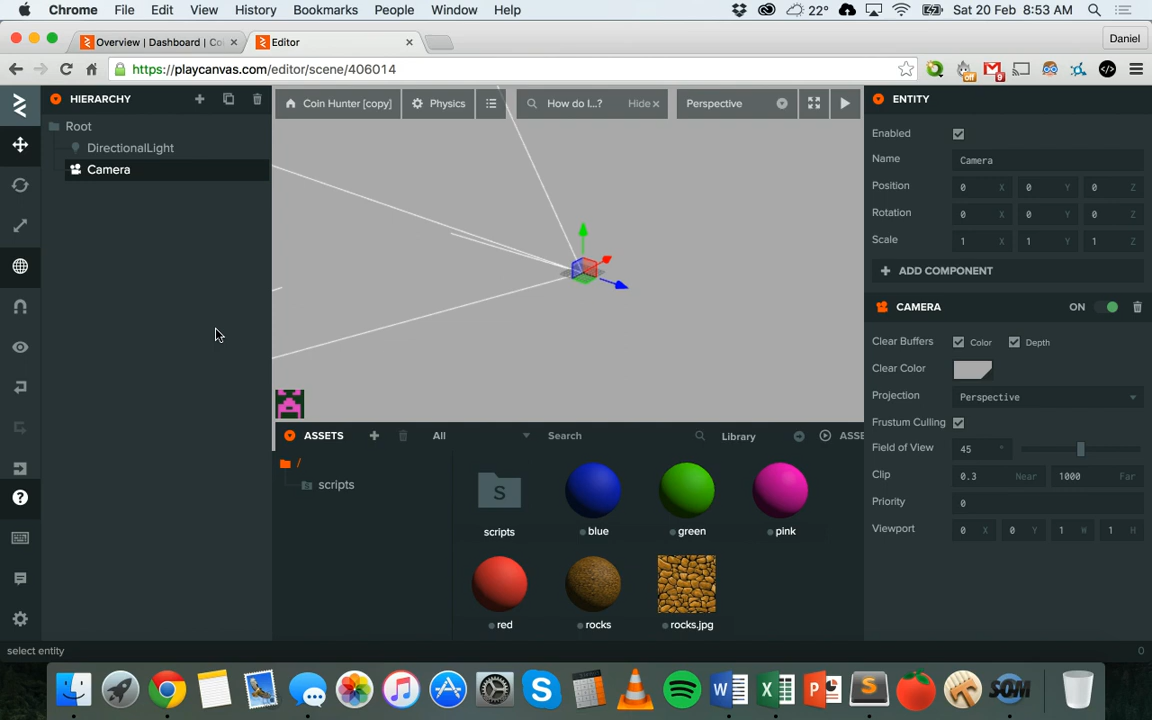 Chrome File Edit View History Bookmarks People Window Help 22° Sat 20 Feb 8:53 AM
Overview | Dashboard | Co
Editor
Daniel
https://playcanvas.com/editor/scene/406014
off
9
HIERARCHY
Root
DirectionalLight
Camera
Coin Hunter [copy]
Physics
How do I...?
Hide
Perspective
ENTITY
Enabled
Name Camera
Position 0 X 0 Y 0 Z
Rotation 0 X 0 Y 0 Z
Scale 1 X 1 Y 1 Z
ADD COMPONENT
CAMERA ON
Clear Buffers Color Depth
Clear Color
Projection Perspective
Frustum Culling
Field of View 45 °
Clip 0.3 Near 1000 Far
Priority 0
Viewport 0 X 0 Y 1 W 1 H
ASSETS All Search Library ASSE
/
scripts
S
scripts
blue
green
pink
red
rocks
rocks.jpg
select entity
0
W X P S SOM